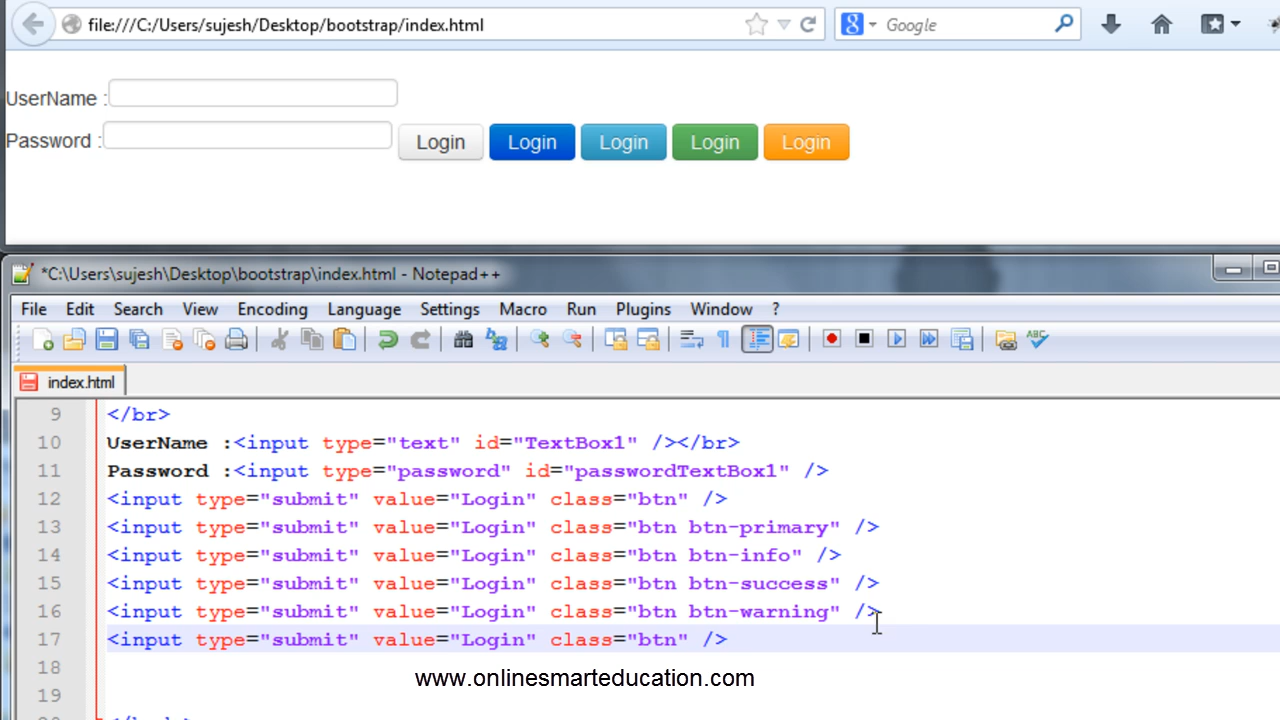 file:///C:/Users/sujesh/Desktop/bootstrap/index.html
Google
UserName :
Password :
Login Login Login Login Login
*C:\Users\sujesh\Desktop\bootstrap\index.html - Notepad++
File Edit Search View Encoding Language Settings Macro Run Plugins Window ?
index.html
9 </br>
10 UserName :<input type="text" id="TextBox1" /></br>
11 Password :<input type="password" id="passwordTextBox1" />
12 <input type="submit" value="Login" class="btn" />
13 <input type="submit" value="Login" class="btn btn-primary" />
14 <input type="submit" value="Login" class="btn btn-info" />
15 <input type="submit" value="Login" class="btn btn-success" />
16 <input type="submit" value="Login" class="btn btn-warning" />
17 <input type="submit" value="Login" class="btn" />
18
www.onlinesmarteducation.com
19